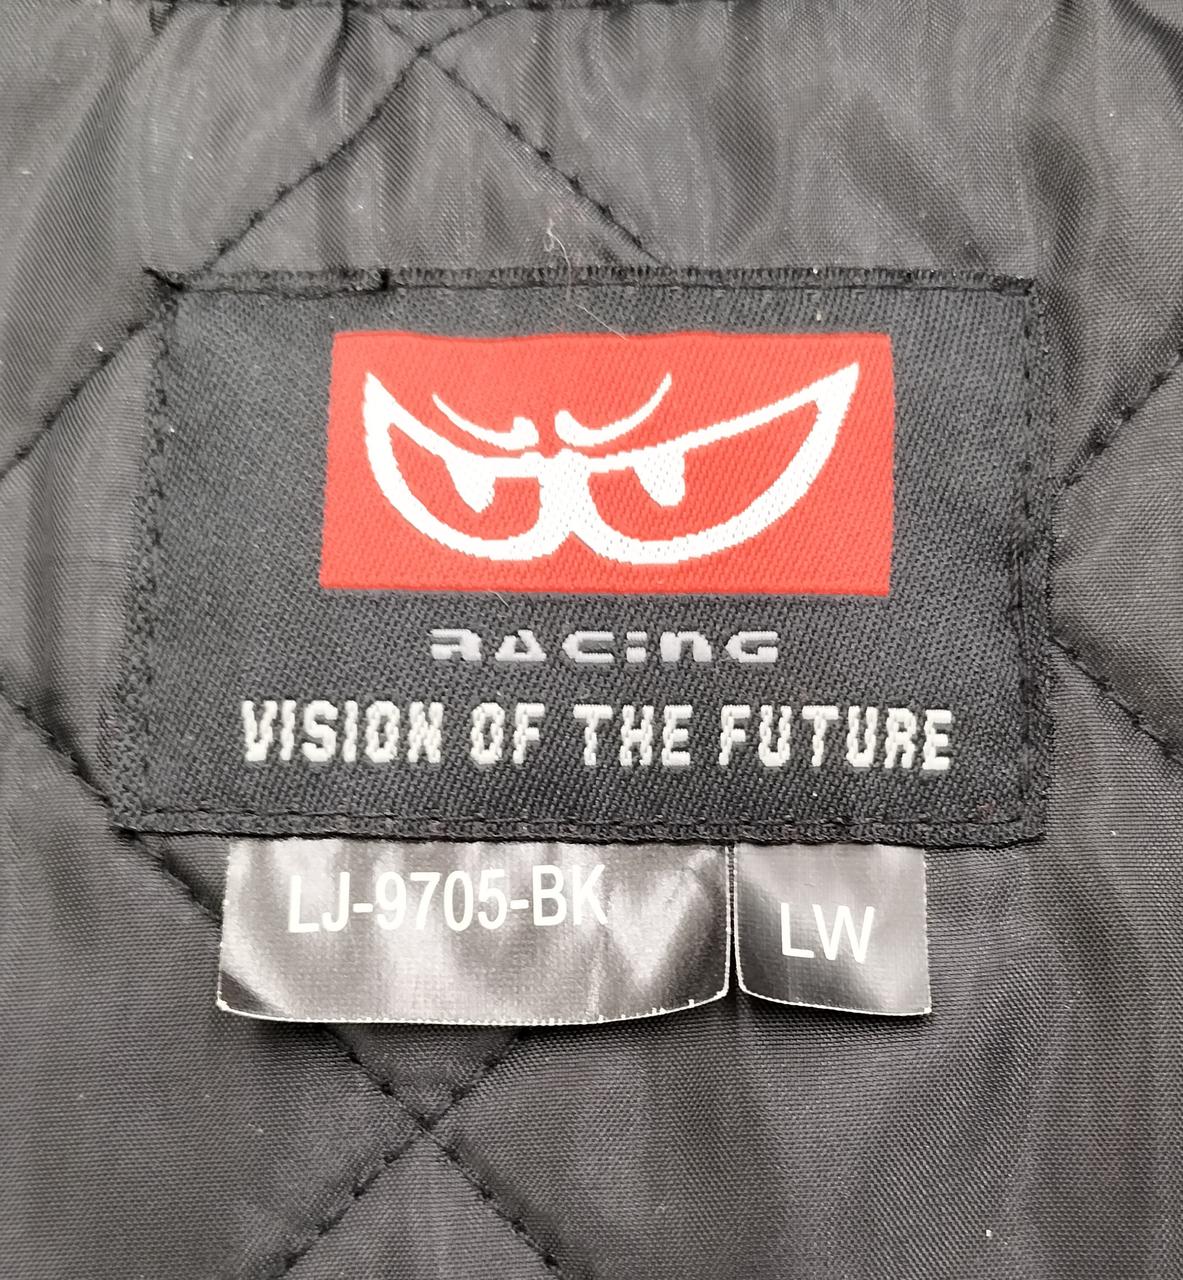 RACING
VISION OF THE FUTURE
LJ-9705-BK
LW